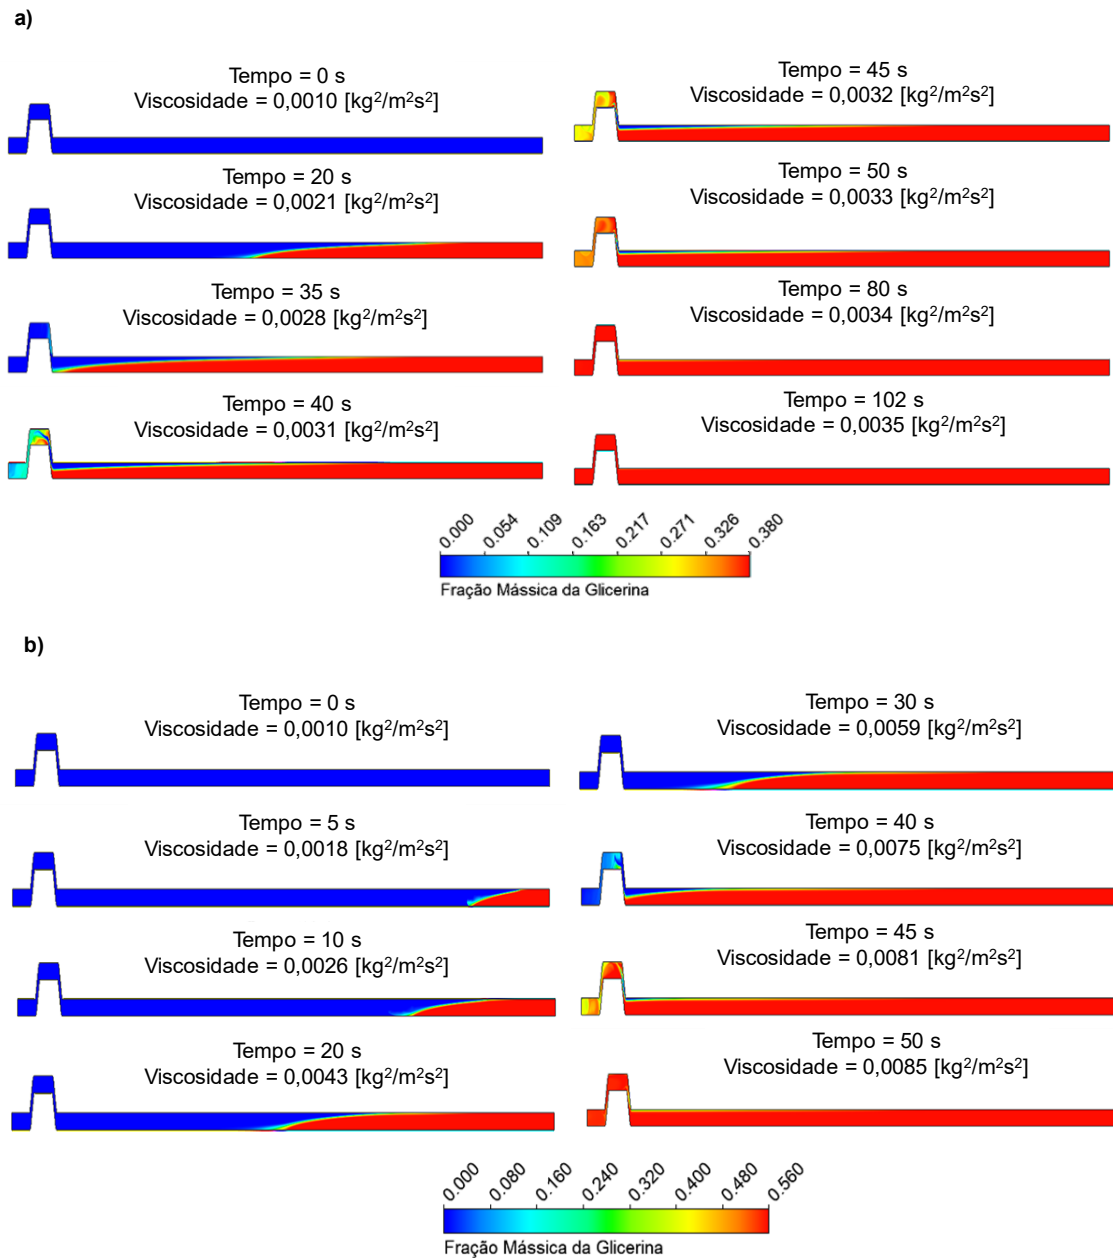 a)
Tempo = 0 s
Viscosidade = 0,0010 [kg²/m²s²]
Tempo = 20 s
Viscosidade = 0,0021 [kg²/m²s²]
Tempo = 35 s
Viscosidade = 0,0028 [kg²/m²s²]
Tempo = 40 s
Viscosidade = 0,0031 [kg²/m²s²]
Tempo = 45 s
Viscosidade = 0,0032 [kg²/m²s²]
Tempo = 50 s
Viscosidade = 0,0033 [kg²/m²s²]
Tempo = 80 s
Viscosidade = 0,0034 [kg²/m²s²]
Tempo = 102 s
Viscosidade = 0,0035 [kg²/m²s²]
0.000 0.054 0.109 0.163 0.217 0.271 0.326 0.380
Fração Mássica da Glicerina
b)
Tempo = 0 s
Viscosidade = 0,0010 [kg²/m²s²]
Tempo = 5 s
Viscosidade = 0,0018 [kg²/m²s²]
Tempo = 10 s
Viscosidade = 0,0026 [kg²/m²s²]
Tempo = 20 s
Viscosidade = 0,0043 [kg²/m²s²]
Tempo = 30 s
Viscosidade = 0,0059 [kg²/m²s²]
Tempo = 40 s
Viscosidade = 0,0075 [kg²/m²s²]
Tempo = 45 s
Viscosidade = 0,0081 [kg²/m²s²]
Tempo = 50 s
Viscosidade = 0,0085 [kg²/m²s²]
0.000 0.080 0.160 0.240 0.320 0.400 0.480 0.560
Fração Mássica da Glicerina